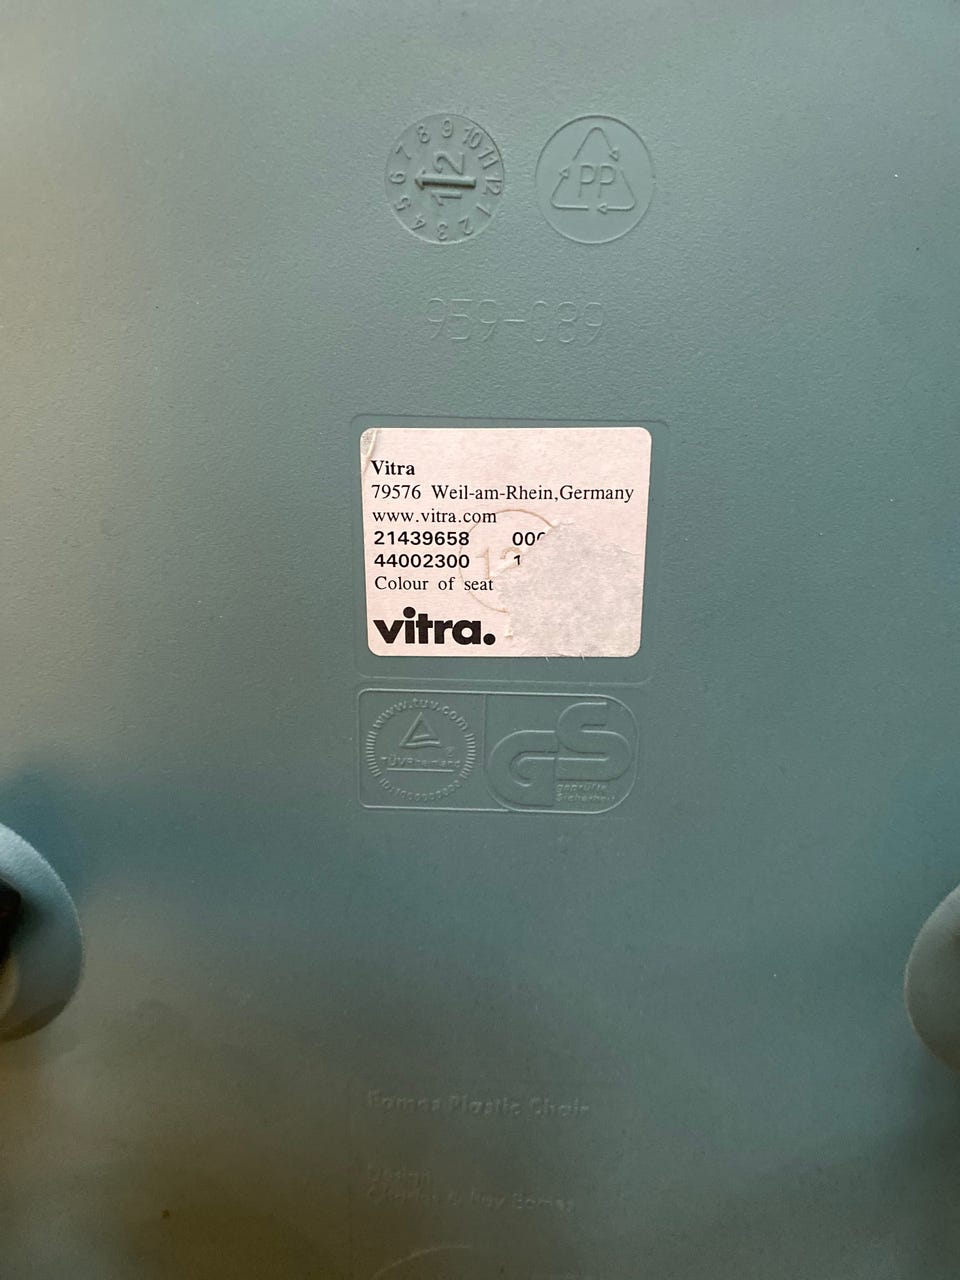 1 2 3 4 5 6 7 8 9 10 11 12
12
PP
959-089
Vitra
79576 Weil-am-Rhein,Germany
www.vitra.com
21439658 000
44002300 1
Colour of seat
vitra.
www.tuv.com
TÜVRheinland
®
GS
geprüfte
Sicherheit
Eames Plastic Chair
Design
Charles & Ray Eames